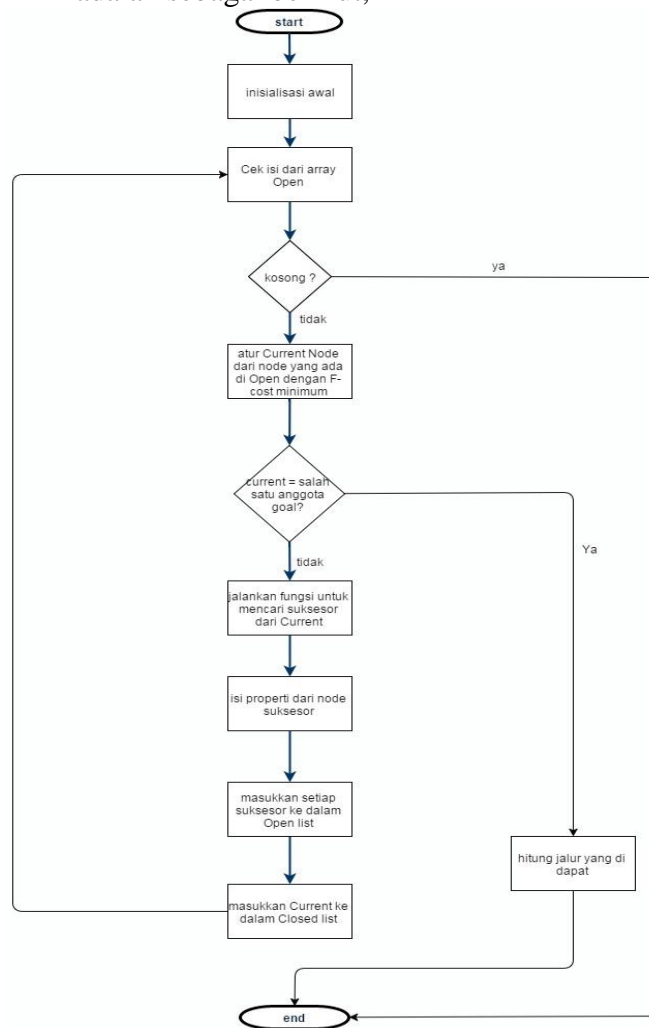 start
inisialisasi awal
Cek isi dari array
Open
kosong ?
ya
tidak
atur Current Node
dari node yang ada
di Open dengan F-
cost minimum
current = salah
satu anggota
goal?
Ya
tidak
jalankan fungsi untuk
mencari suksesor
dari Current
isi properti dari node
suksesor
masukkan setiap
suksesor ke dalam
Open list
hitung jalur yang di
dapat
masukkan Current ke
dalam Closed list
end